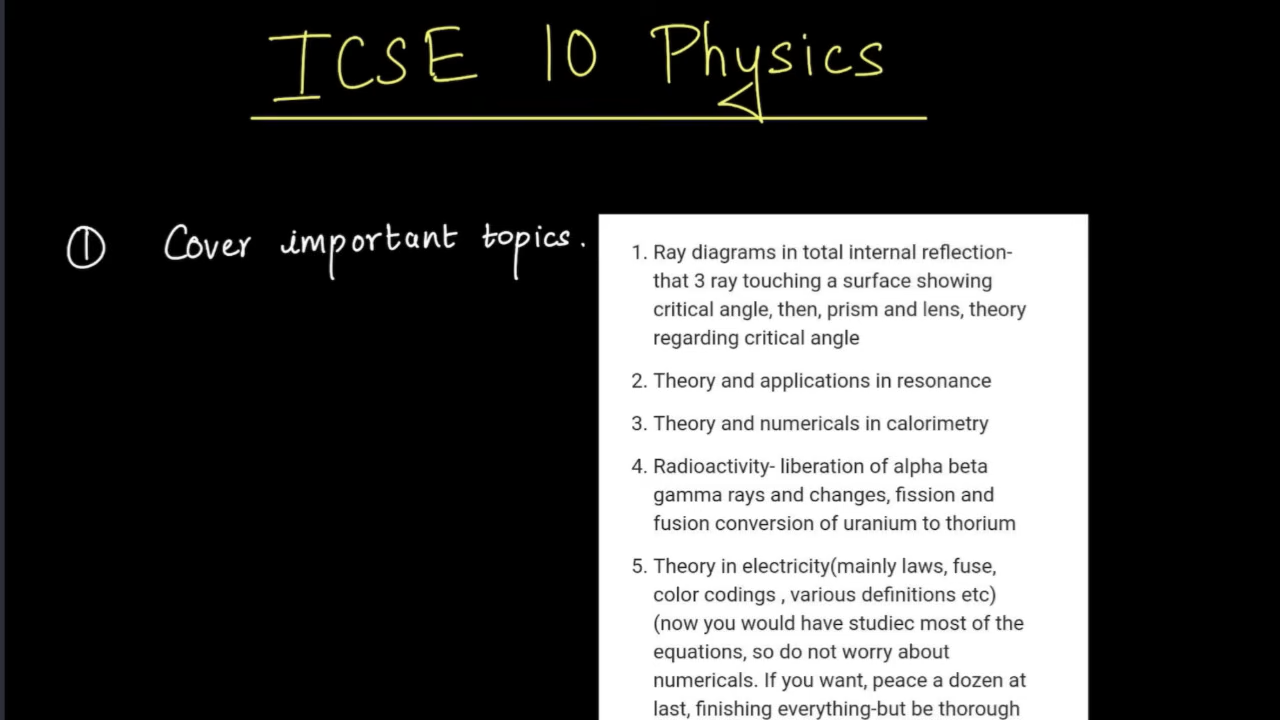 ICSE 10 Physics
① Cover important topics.
1. Ray diagrams in total internal reflection-
that 3 ray touching a surface showing
critical angle, then, prism and lens, theory
regarding critical angle
2. Theory and applications in resonance
3. Theory and numericals in calorimetry
4. Radioactivity- liberation of alpha beta
gamma rays and changes, fission and
fusion conversion of uranium to thorium
5. Theory in electricity(mainly laws, fuse,
color codings , various definitions etc)
(now you would have studiec most of the
equations, so do not worry about
numericals. If you want, peace a dozen at
last, finishing everything-but be thorough